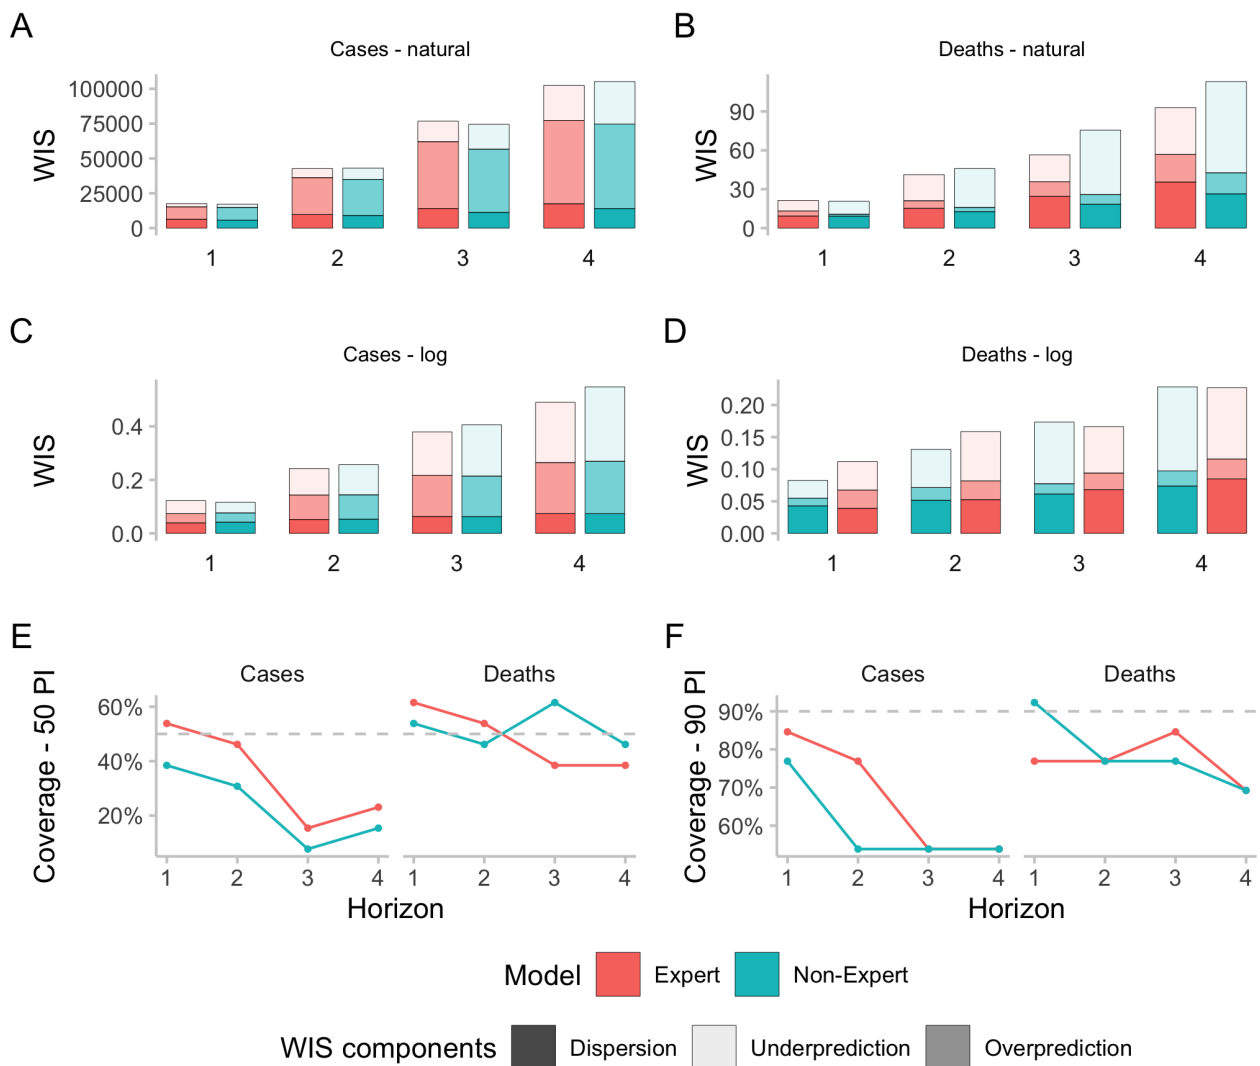 A
Cases - natural
WIS
100000
75000
50000
25000
0
1 2 3 4
B
Deaths - natural
WIS
90
60
30
0
1 2 3 4
C
Cases - log
WIS
0.4
0.2
0.0
1 2 3 4
D
Deaths - log
WIS
0.20
0.15
0.10
0.05
0.00
1 2 3 4
E
Cases Deaths
Coverage - 50 PI
60%
40%
20%
1 2 3 4 1 2 3 4
Horizon
F
Cases Deaths
Coverage - 90 PI
90%
80%
70%
60%
1 2 3 4 1 2 3 4
Horizon
Model Expert Non-Expert
WIS components Dispersion Underprediction Overprediction